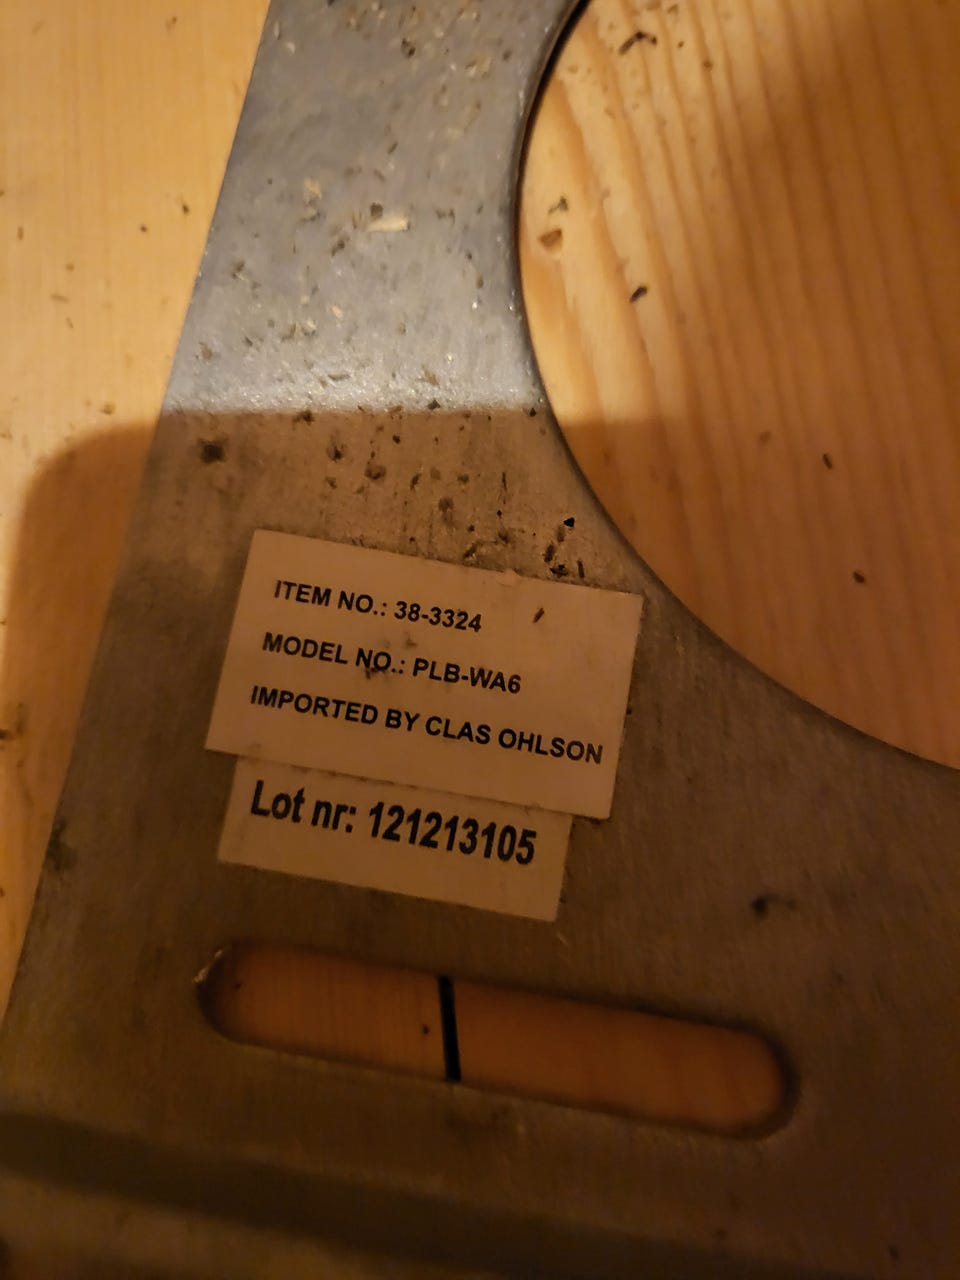 ITEM NO.: 38-3324
MODEL NO.: PLB-WA6
IMPORTED BY CLAS OHLSON
Lot nr: 121213105